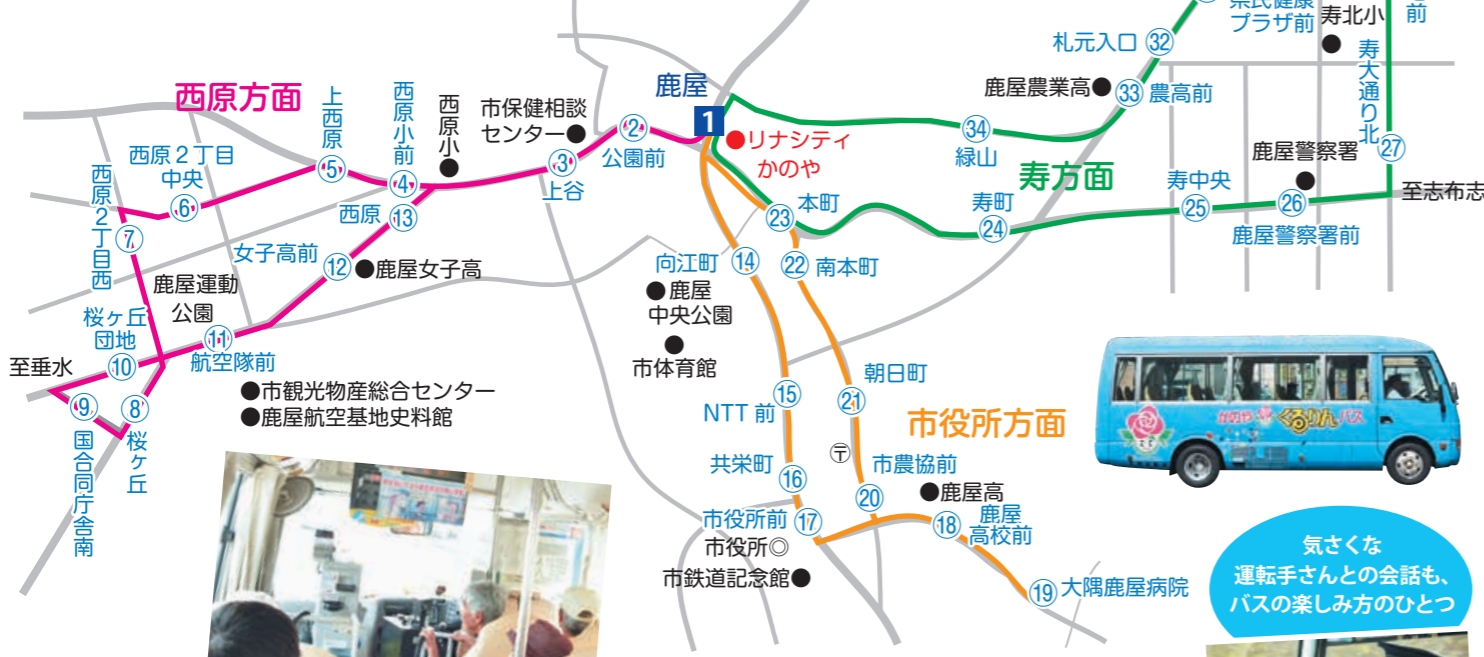 県民健康
プラザ前
寿北小
前
札元入口
32
寿大通り北
27
鹿屋農業高
33
農高前
鹿屋
1
リナシティ
かのや
西原方面
上西原
5
西原小前
4
西原小
市保健相談
センター
2
公園前
3
上谷
34
緑山
寿方面
鹿屋警察署
至志布志
西原2丁目
中央
6
西原2丁目西
7
西原
13
本町
23
寿町
24
寿中央
25
26
鹿屋警察署前
女子高前
12
鹿屋女子高
向江町
14
22
南本町
鹿屋
中央公園
市体育館
鹿屋運動
公園
桜ヶ丘
団地
10
11
航空隊前
至垂水
9
国合同庁舎南
8
桜ヶ丘
市観光物産総合センター
鹿屋航空基地史料館
15
NTT前
朝日町
21
市役所方面
〒
共栄町
16
市農協前
20
鹿屋高
市役所前
17
18
鹿屋
高校前
市役所◎
市鉄道記念館
19
大隅鹿屋病院
かのや
くるりんバス
気さくな
運転手さんとの会話も、
バスの楽しみ方のひとつ